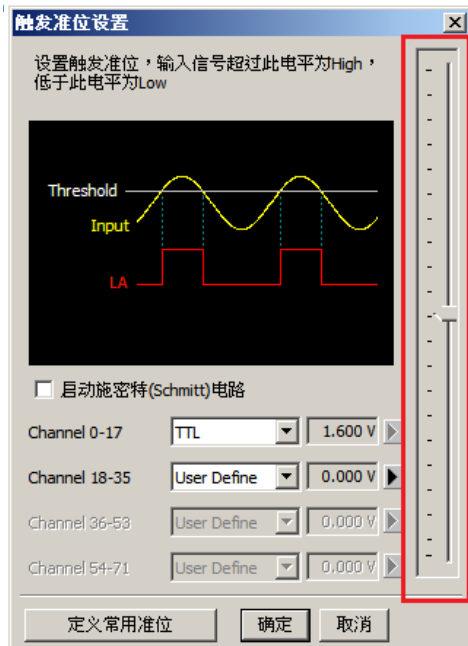 触发准位设置
设置触发准位，输入信号超过此电平为High，
低于此电平为Low
Threshold
Input
LA
启动施密特(Schmitt)电路
Channel 0-17 TTL 1.600 V
Channel 18-35 User Define 0.000 V
Channel 36-53 User Define 0.000 V
Channel 54-71 User Define 0.000 V
定义常用准位 确定 取消